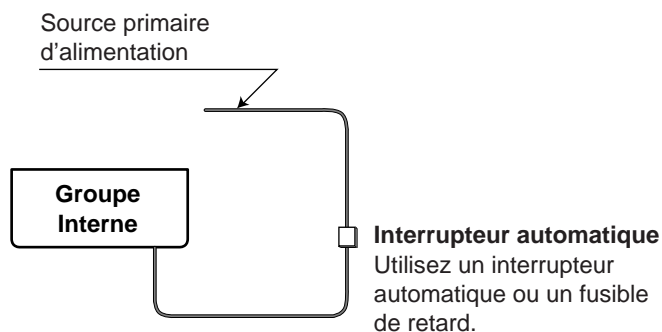 Source primaire
d’alimentation
Groupe
Interne
Interrupteur automatique
Utilisez un interrupteur
automatique ou un fusible
de retard.